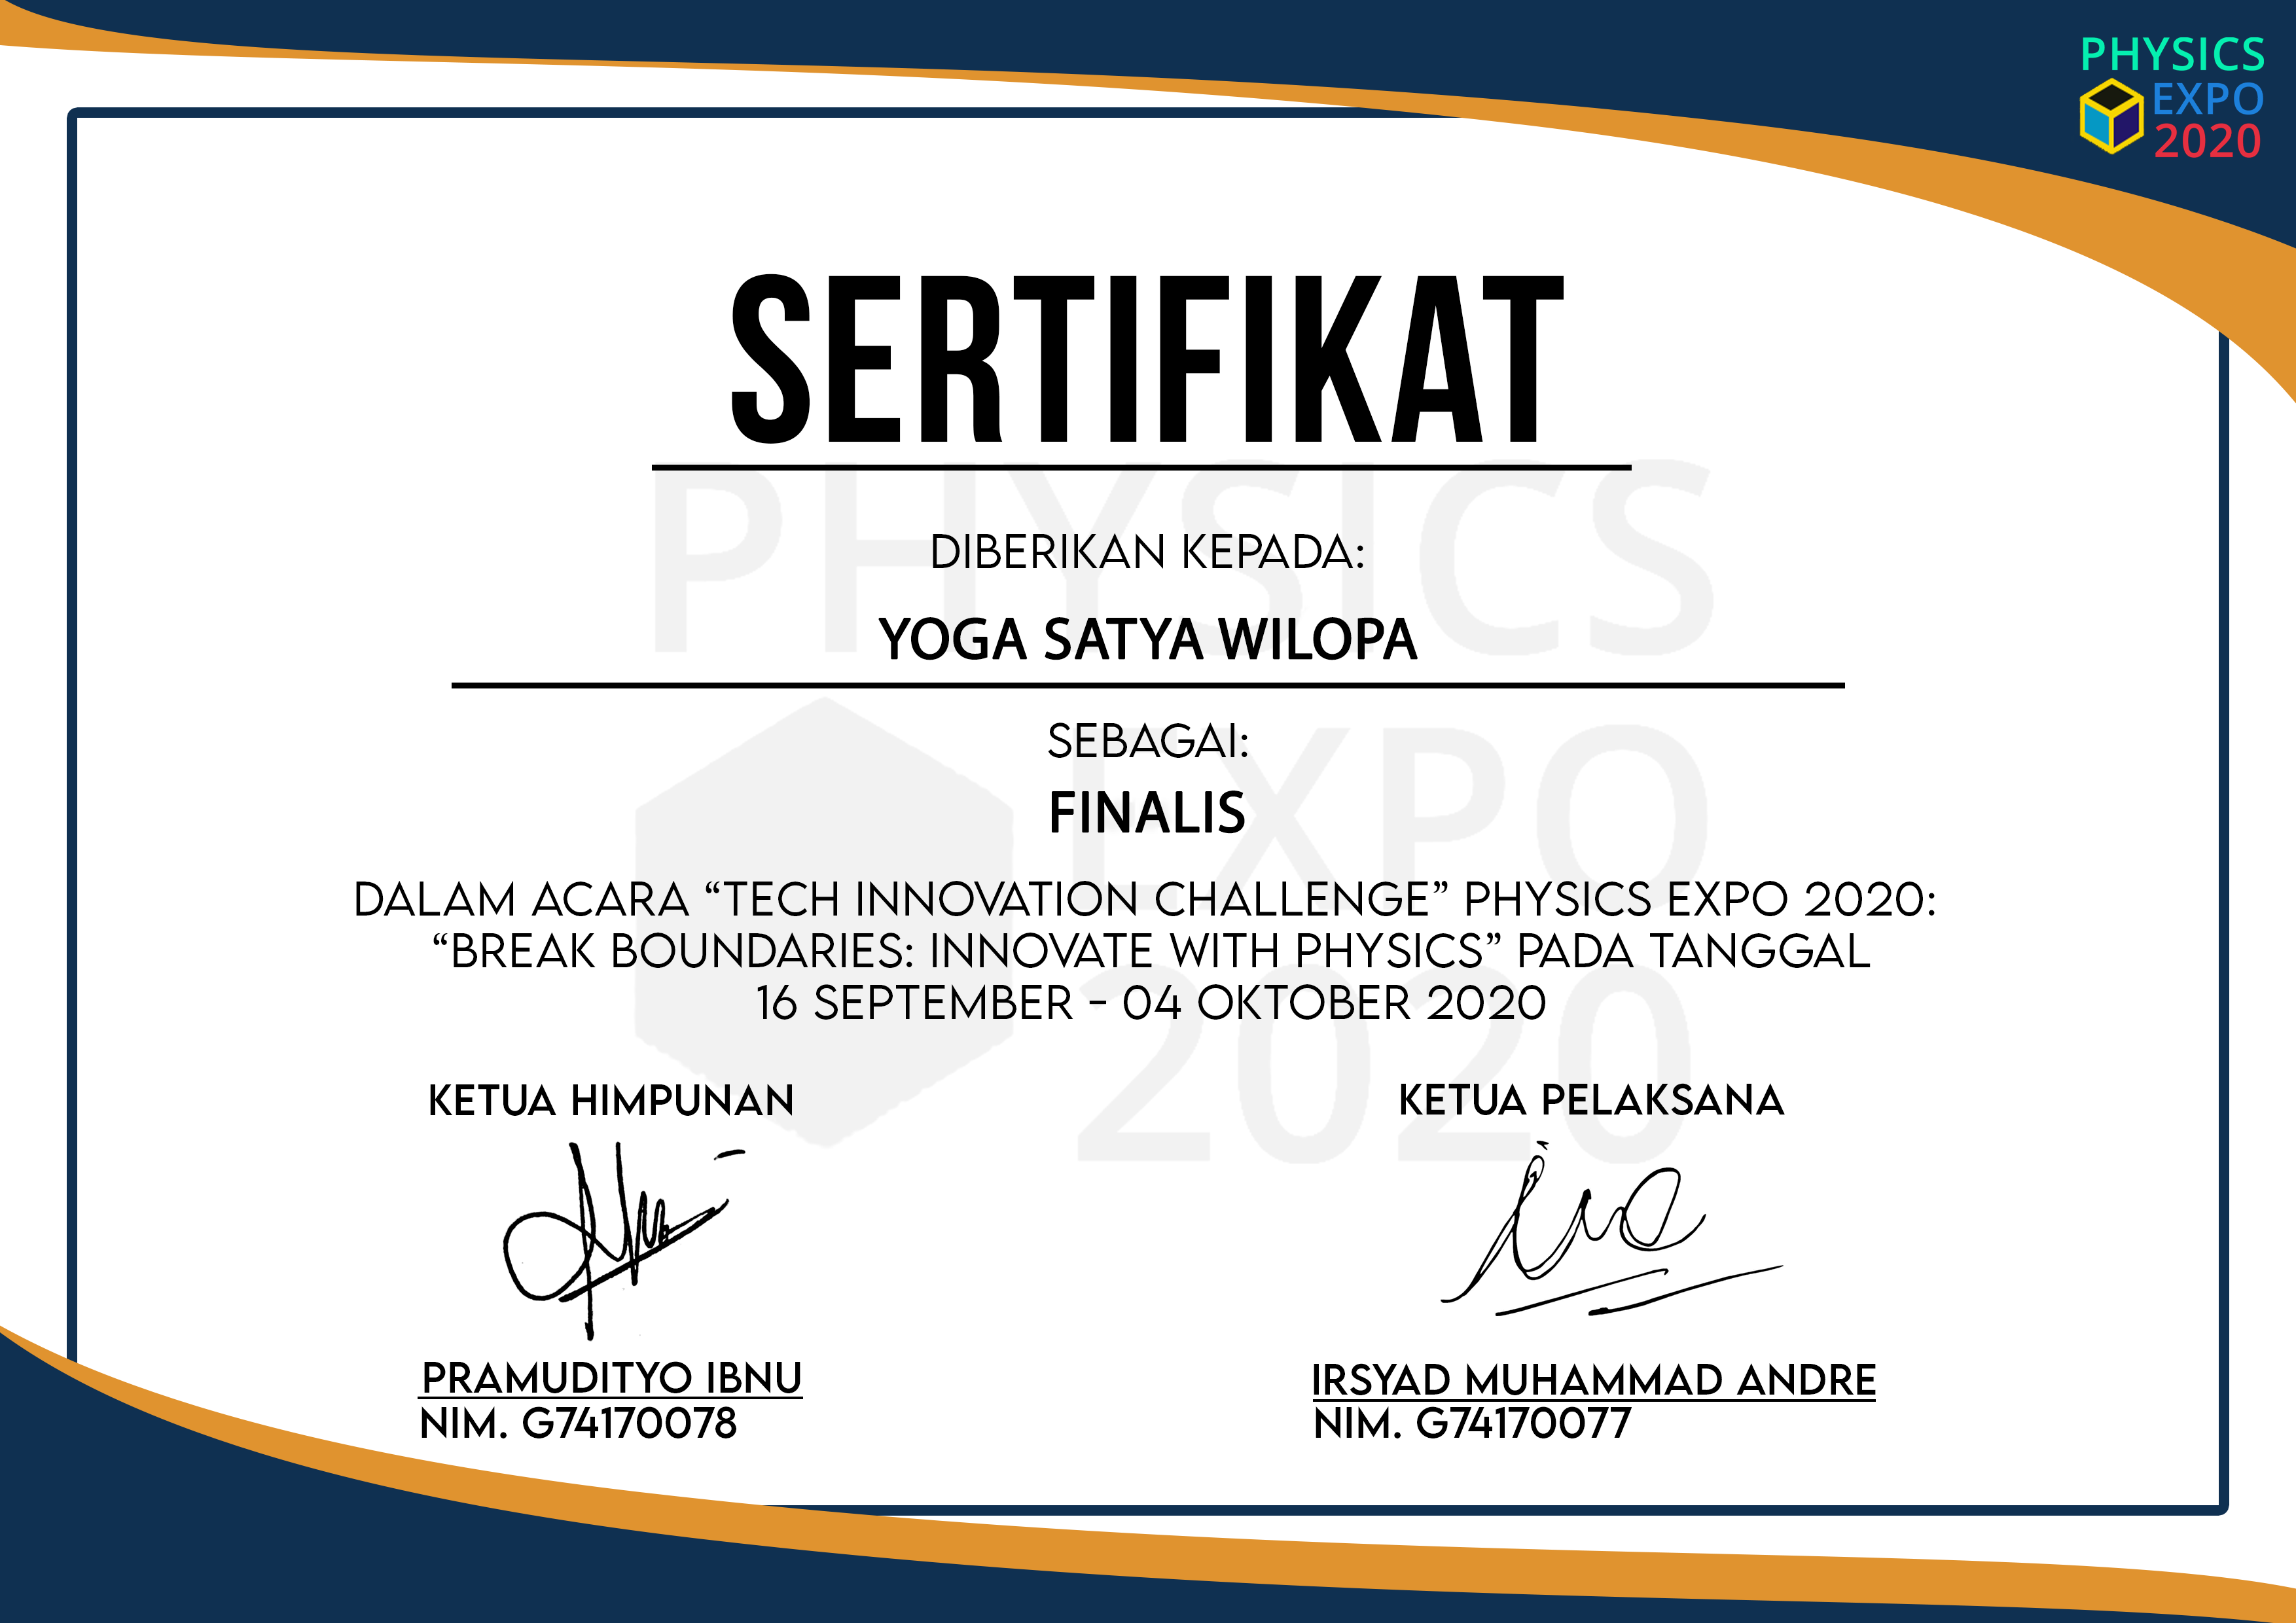 PHYSICS
EXPO
2020
SERTIFIKAT
DIBERIKAN KEPADA:
YOGA SATYA WILOPA
SEBAGAI:
FINALIS
DALAM ACARA “TECH INNOVATION CHALLENGE” PHYSICS EXPO 2020:
“BREAK BOUNDARIES: INNOVATE WITH PHYSICS” PADA TANGGAL
16 SEPTEMBER - 04 OKTOBER 2020
KETUA HIMPUNAN
KETUA PELAKSANA
PRAMUDITYO IBNU
NIM. G74170078
IRSYAD MUHAMMAD ANDRE
NIM. G74170077
PHYSICS
EXPO
2020